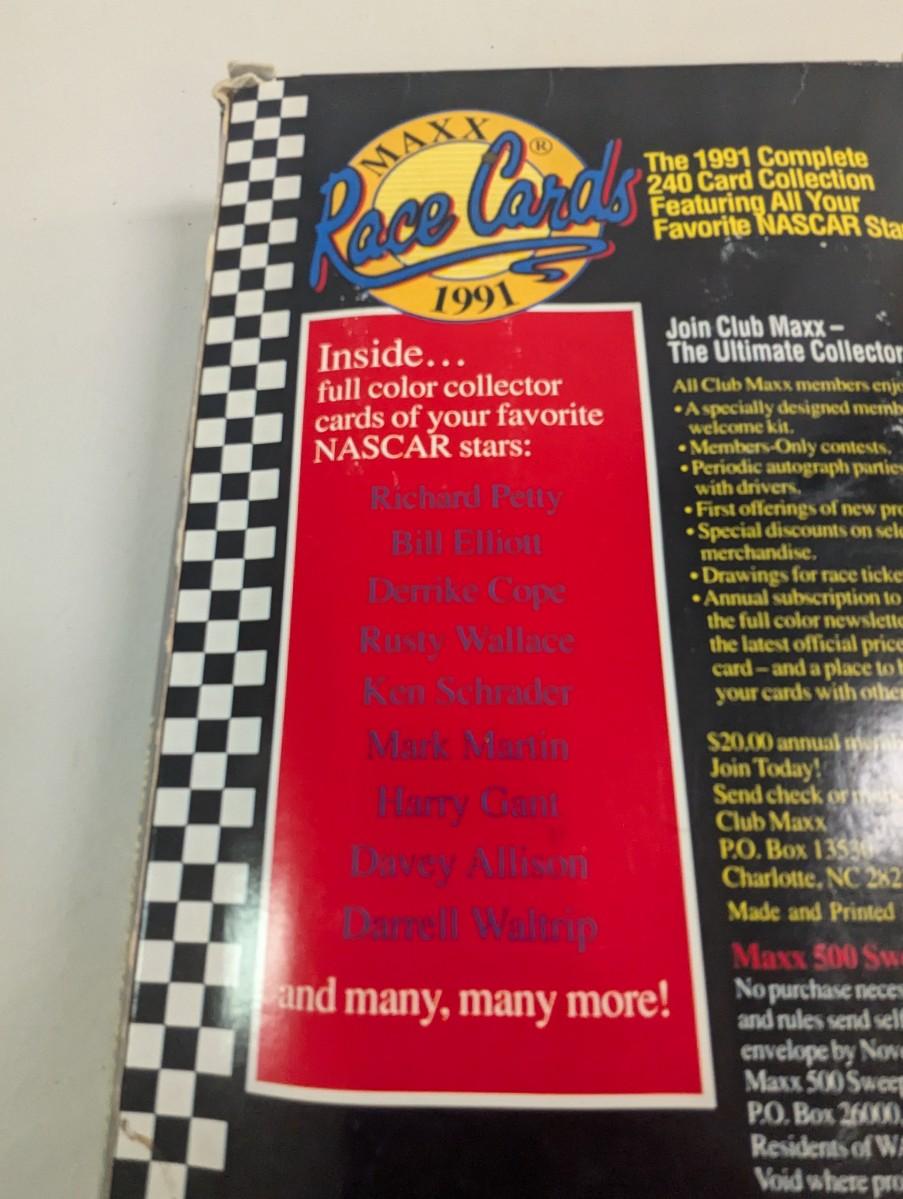 MAXX®
Race Cards
1991
The 1991 Complete
240 Card Collection
Featuring All Your
Favorite NASCAR
Inside...
full color collector
cards of your favorite
NASCAR stars:
Richard Petty
Bill Elliott
Derrike Cope
Rusty Wallace
Ken Schrader
Mark Martin
Harry Gant
Davey Allison
Darrell Waltrip
and many, many more!
Join Club Maxx –
The Ultimate Collector
All Club Maxx members
• A specially designed
welcome kit.
• Members-Only contests.
• Periodic autograph parties
with drivers.
• First offerings of new
• Special discounts on
merchandise.
• Drawings for race
• Annual subscription to
the full color
the latest official price
card – and a place to
your cards with other
$20.00 annual
Join Today!
Send check or
Club Maxx
P.O. Box
Charlotte, NC
Made and Printed
Maxx 500
No purchase
and rules send
envelope by
Maxx 500
P.O. Box 26000,
Residents of
Void where